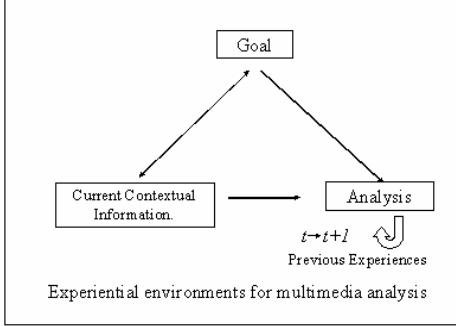 Goal
Current Contextual
Information.
Analysis
t→t+1
Previous Experiences
Experiential environments for multimedia analysis